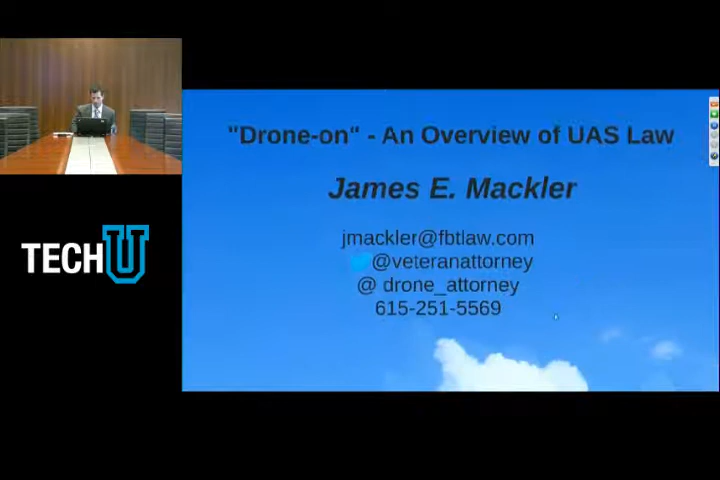 "Drone-on" - An Overview of UAS Law
James E. Mackler
jmackler@fbtlaw.com
@veteranattorney
@ drone_attorney
615-251-5569
TECHU